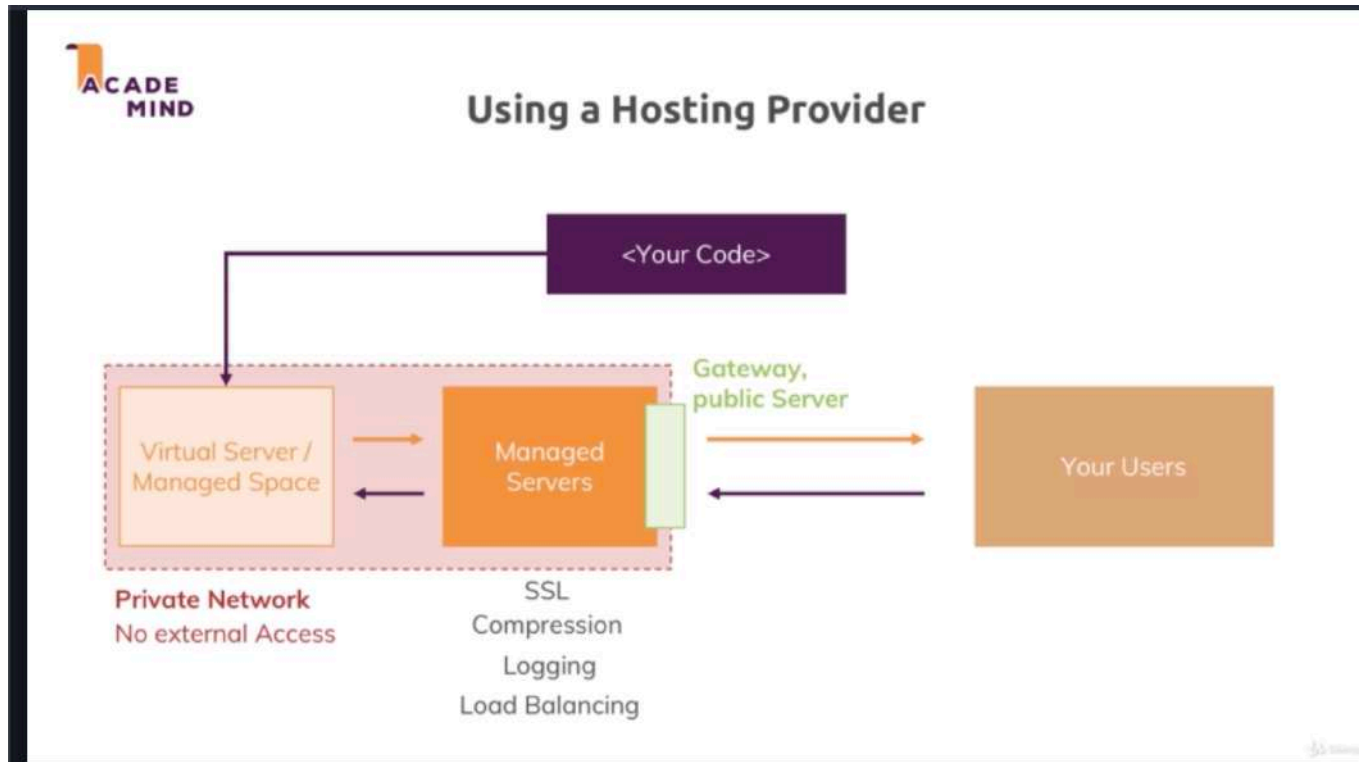 ACADE
MIND
Using a Hosting Provider
<Your Code>
Gateway,
public Server
Virtual Server /
Managed Space
Managed
Servers
Your Users
Private Network
No external Access
SSL
Compression
Logging
Load Balancing